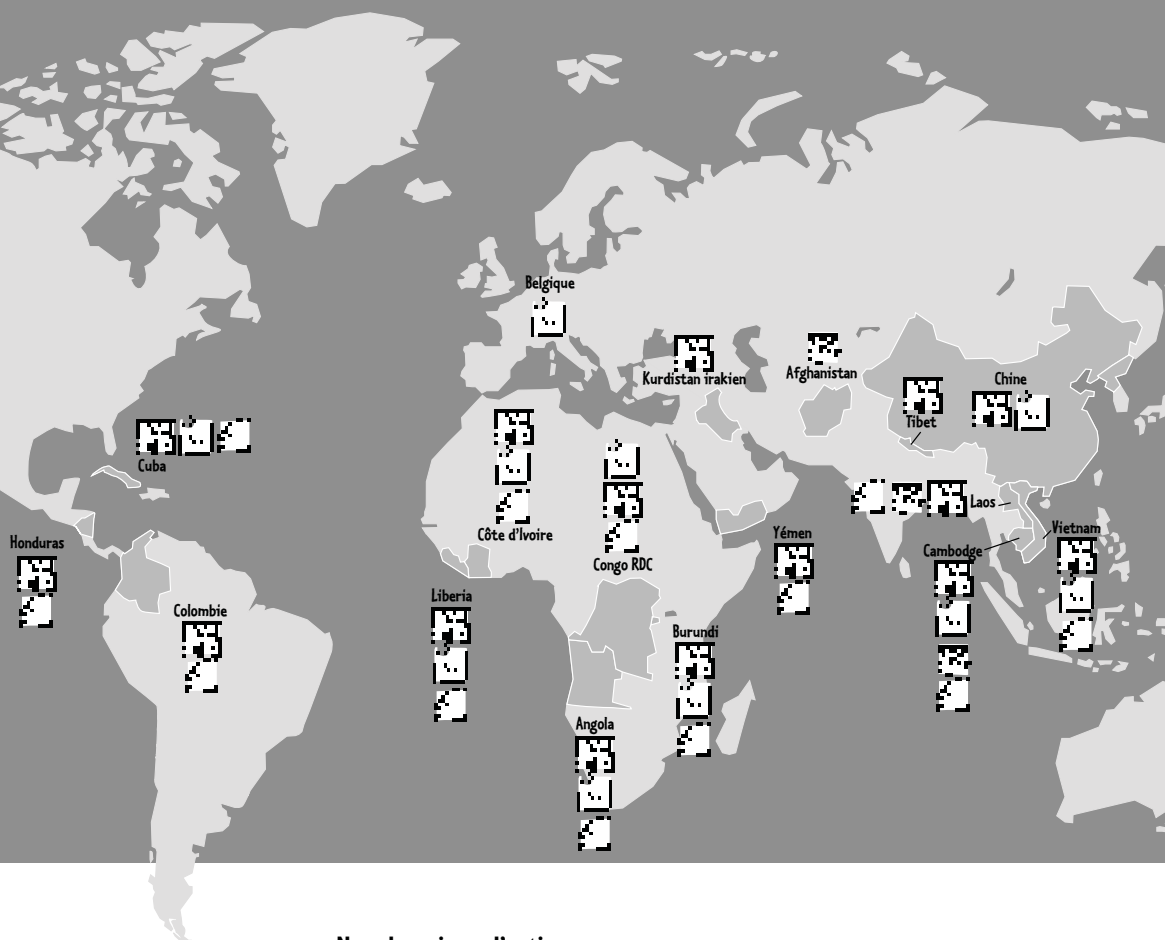 Belgique
Kurdistan irakien
Afghanistan
Chine
Tibet
Cuba
Côte d'Ivoire
Laos
Honduras
Congo RDC
Yémen
Vietnam
Cambodge
Colombie
Liberia
Burundi
Angola